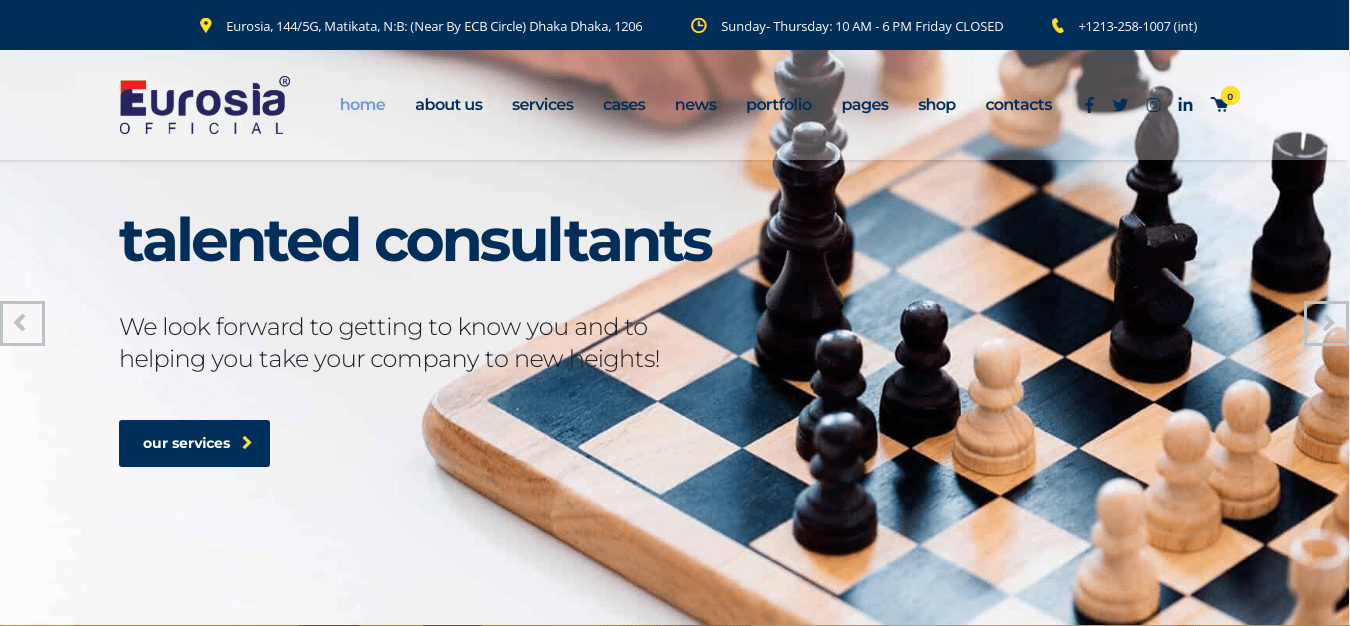 Eurosia, 144/5G, Matikata, N:B: (Near By ECB Circle) Dhaka Dhaka, 1206
Sunday- Thursday: 10 AM - 6 PM Friday CLOSED
+1213-258-1007 (int)
Eurosia®
OFFICIAL
home about us services cases news portfolio pages shop contacts
0
talented consultants
We look forward to getting to know you and to
helping you take your company to new heights!
our services